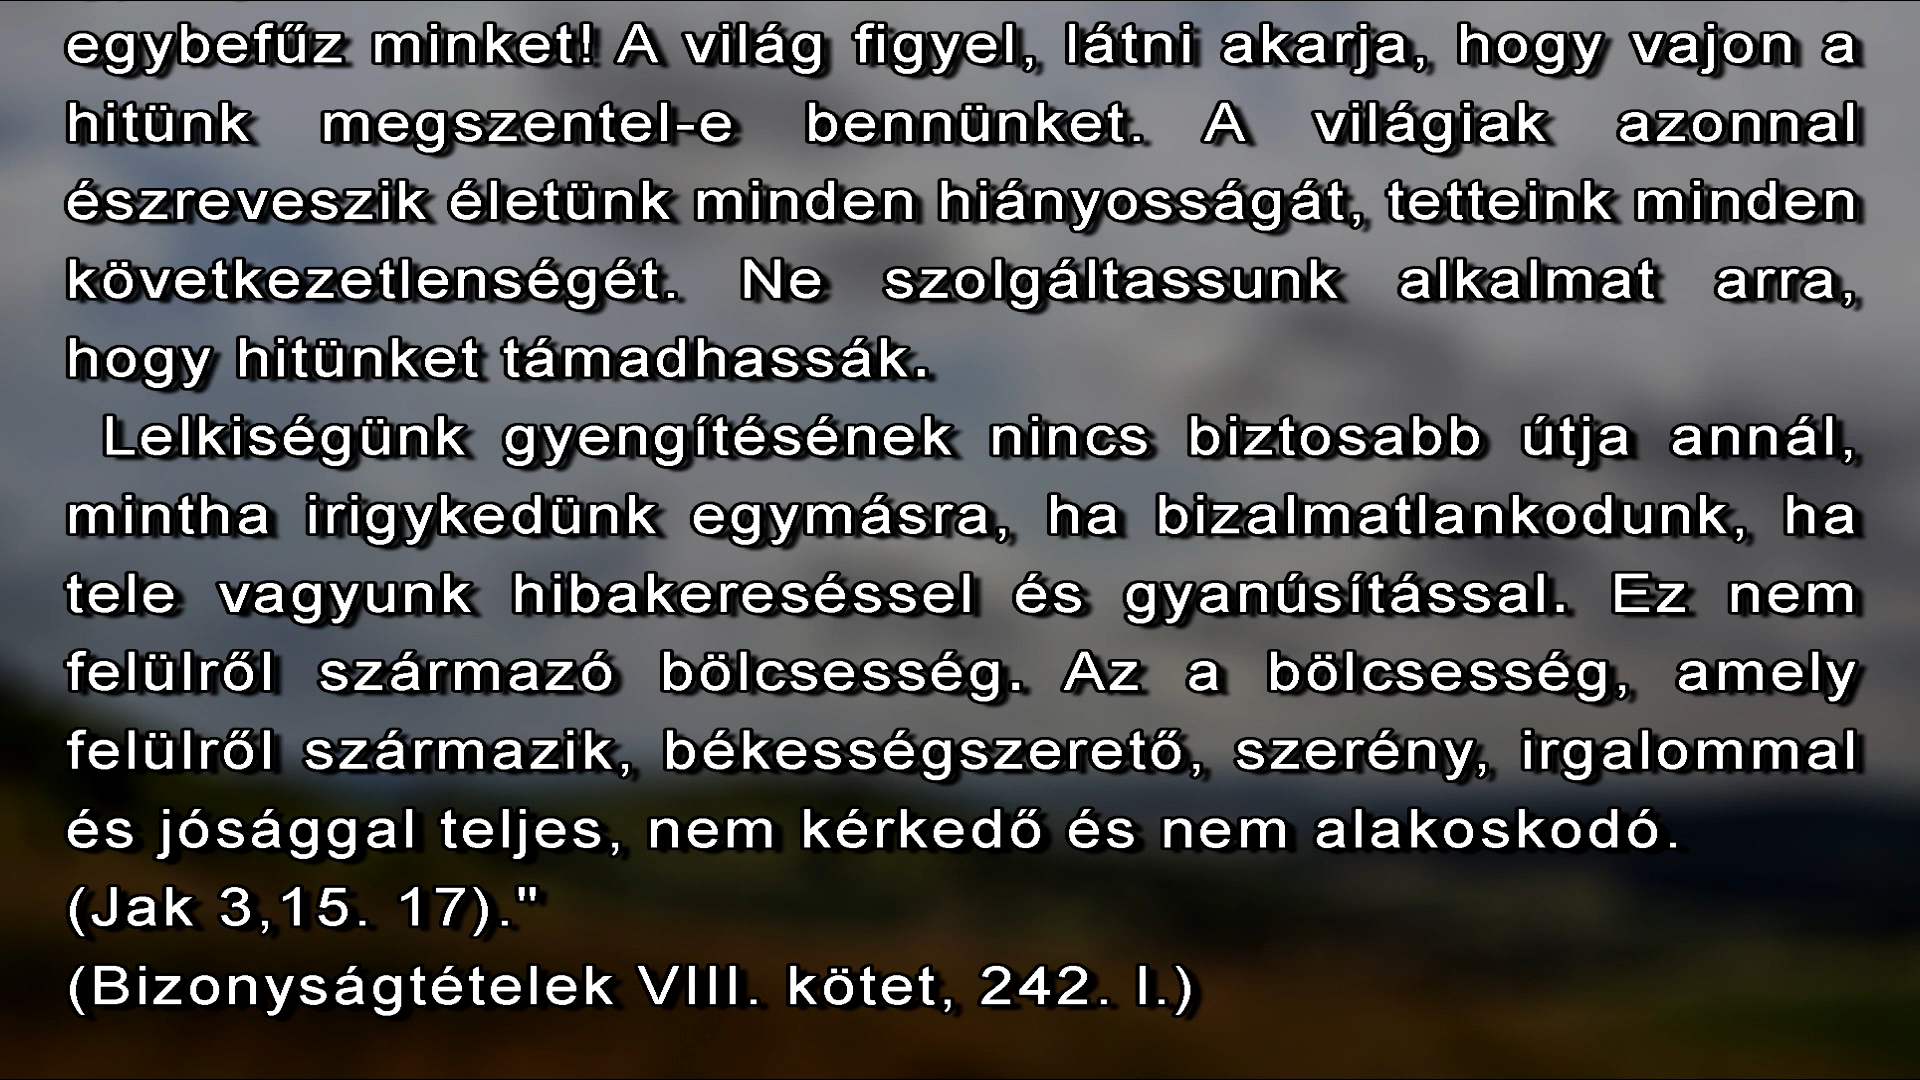 egybefűz minket! A világ figyel, látni akarja, hogy vajon a
hitünk megszentel-e bennünket. A világiak azonnal
észreveszik életünk minden hiányosságát, tetteink minden
következetlenségét. Ne szolgáltassunk alkalmat arra,
hogy hitünket támadhassák.
Lelkiségünk gyengítésének nincs biztosabb útja annál,
mintha irigykedünk egymásra, ha bizalmatlankodunk, ha
tele vagyunk hibakereséssel és gyanúsítással. Ez nem
felülről származó bölcsesség. Az a bölcsesség, amely
felülről származik, békességszerető, szerény, irgalommal
és jósággal teljes, nem kérkedő és nem alakoskodó.
(Jak 3,15. 17)."
(Bizonyságtételek VIII. kötet, 242. l.)